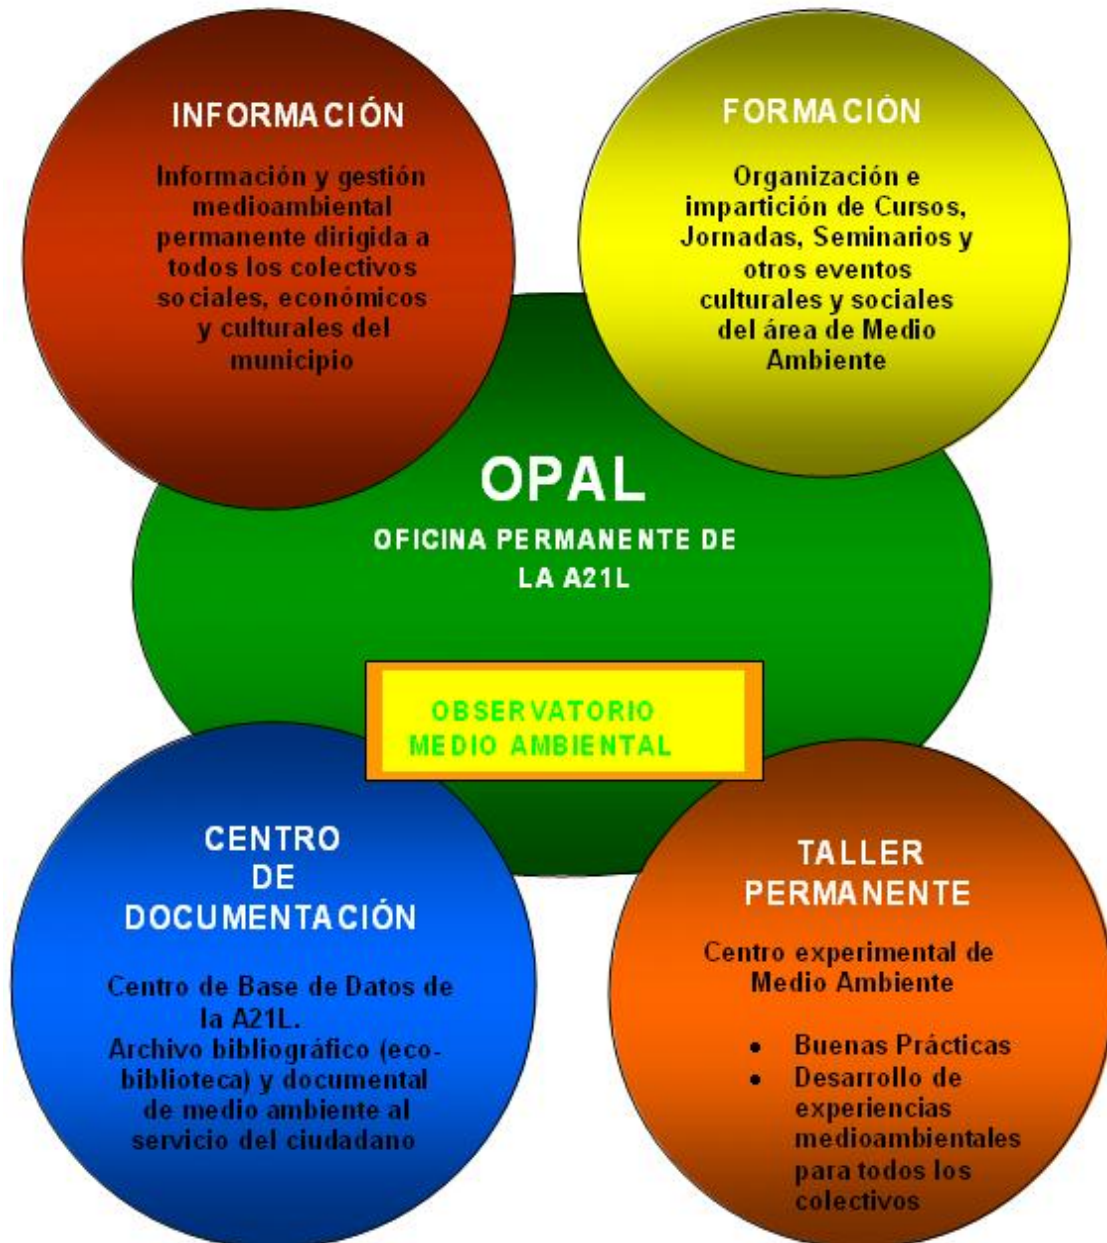 INFORMACIÓN
Información y gestión
medioambiental
permanente dirigida a
todos los colectivos
sociales, económicos
y culturales del
municipio
FORMACIÓN
Organización e
impartición de Cursos,
Jornadas, Seminarios y
otros eventos
culturales y sociales
del área de Medio
Ambiente
OPAL
OFICINA PERMANENTE DE
LA A21L
OBSERVATORIO
MEDIO AMBIENTAL
CENTRO
DE
DOCUMENTACIÓN
Centro de Base de Datos de
la A21L.
Archivo bibliográfico (eco-
biblioteca) y documental
de medio ambiente al
servicio del ciudadano
TALLER
PERMANENTE
Centro experimental de
Medio Ambiente
• Buenas Prácticas
• Desarrollo de
experiencias
medioambientales
para todos los
colectivos